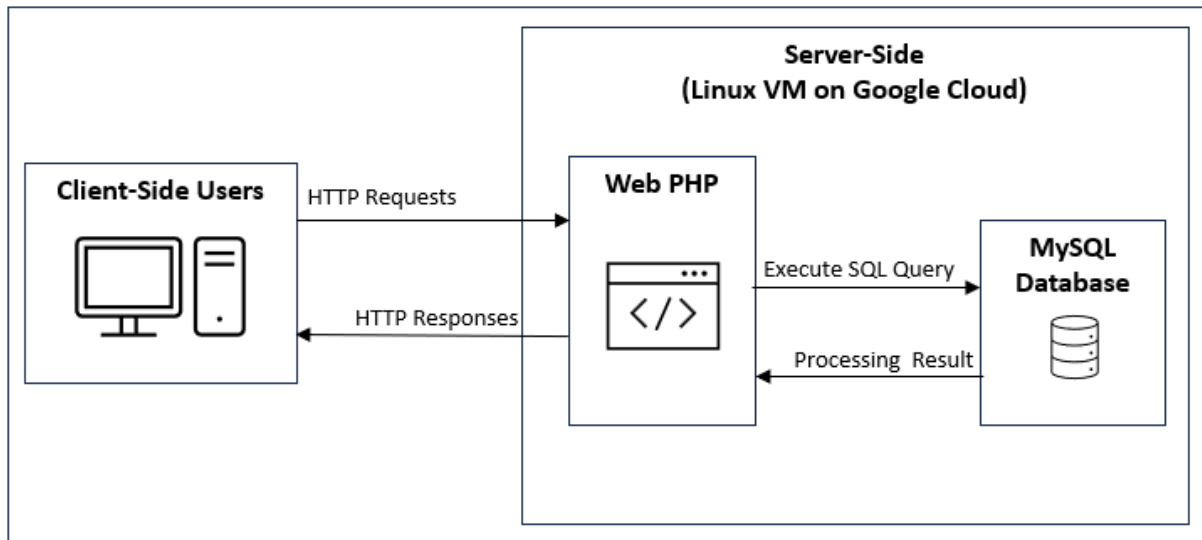 Server-Side
(Linux VM on Google Cloud)
Client-Side Users
HTTP Requests
HTTP Responses
Web PHP
</>
Execute SQL Query
Processing Result
MySQL
Database